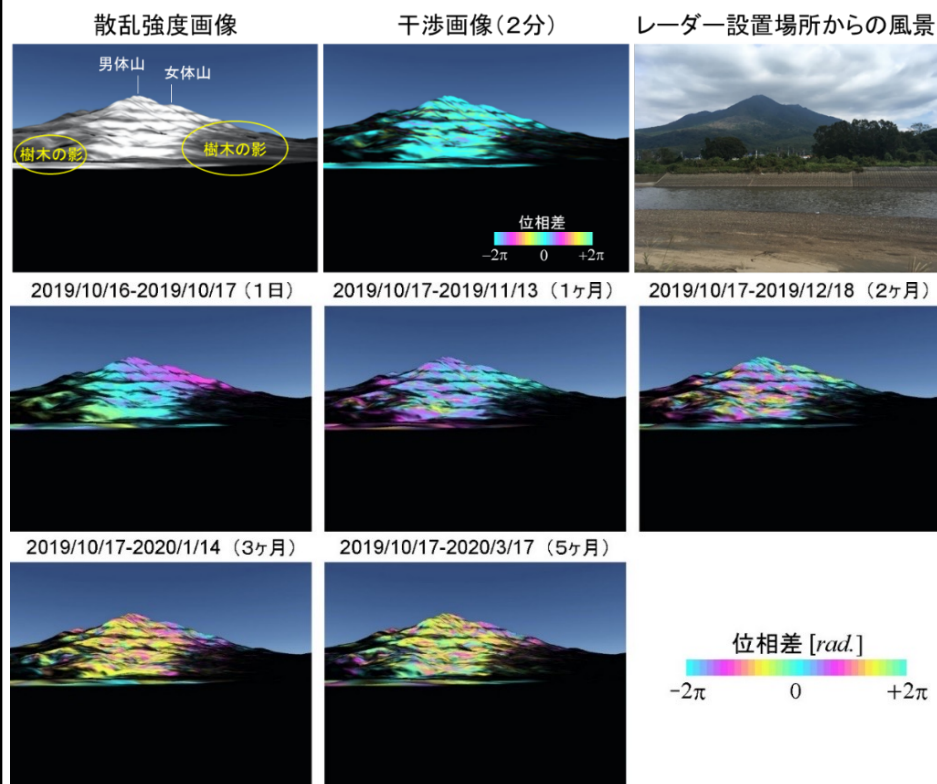 散乱強度画像
干渉画像（2分）
レーダー設置場所からの風景
男体山
女体山
樹木の影
樹木の影
位相差
−2π 0 +2π
2019/10/16-2019/10/17（1日）
2019/10/17-2019/11/13（1ヶ月）
2019/10/17-2019/12/18（2ヶ月）
2019/10/17-2020/1/14（3ヶ月）
2019/10/17-2020/3/17（5ヶ月）
位相差 [rad.]
−2π 0 +2π